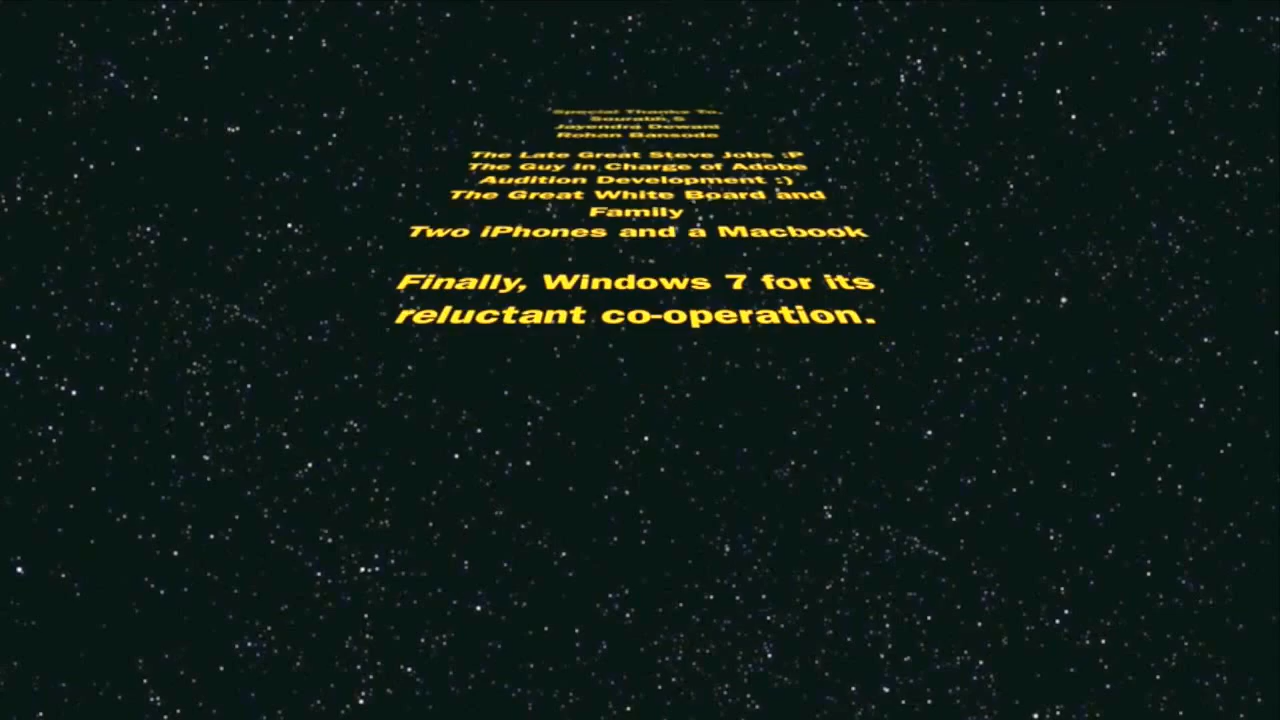 Special Thanks To,
Sourabh S
Jayendra Dewani
Rohan Bansode
The Late Great Steve Jobs :P
The Guy In Charge of Adobe
Audition Development :)
The Great White Board and
Family
Two iPhones and a Macbook
Finally, Windows 7 for its
reluctant co-operation.